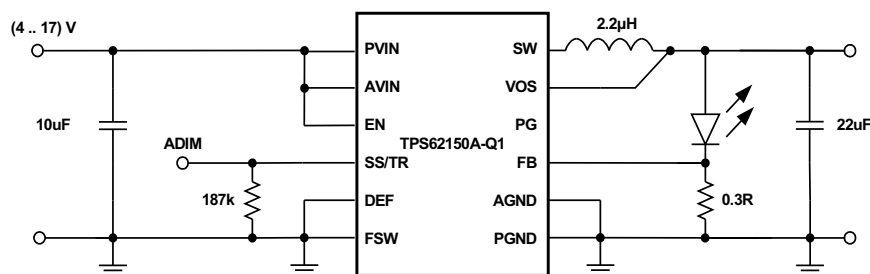 (4 .. 17) V
10uF
ADIM
187k
PVIN
AVIN
EN
SS/TR
DEF
FSW
TPS62150A-Q1
SW
VOS
PG
FB
AGND
PGND
2.2µH
0.3R
22uF